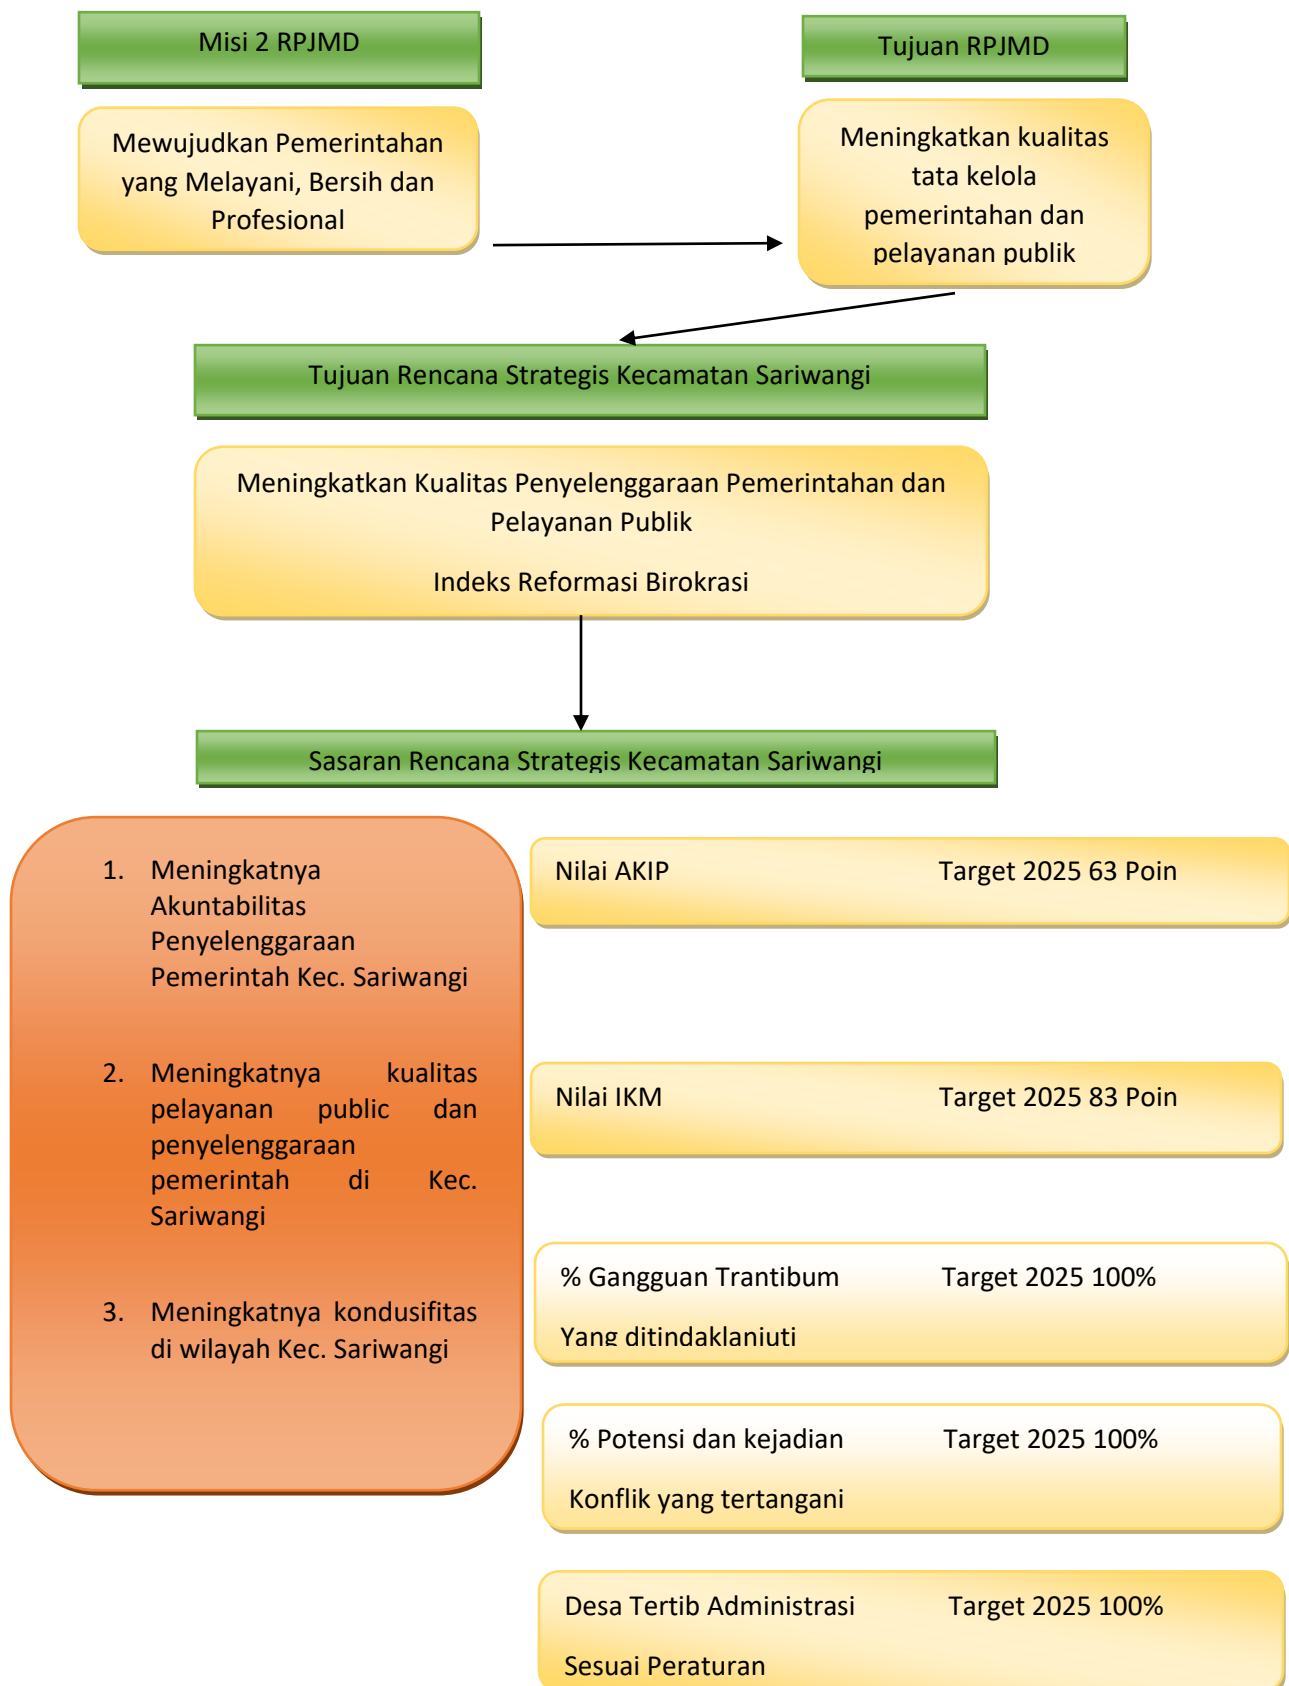 Misi 2 RPJMD
Tujuan RPJMD
Mewujudkan Pemerintahan
yang Melayani, Bersih dan
Profesional
Meningkatkan kualitas
tata kelola
pemerintahan dan
pelayanan publik
Tujuan Rencana Strategis Kecamatan Sariwangi
Meningkatkan Kualitas Penyelenggaraan Pemerintahan dan
Pelayanan Publik
Indeks Reformasi Birokrasi
Sasaran Rencana Strategis Kecamatan Sariwangi
1. Meningkatnya
Akuntabilitas
Penyelenggaraan
Pemerintah Kec. Sariwangi
2. Meningkatnya kualitas
pelayanan public dan
penyelenggaraan
pemerintah di Kec.
Sariwangi
3. Meningkatnya kondusifitas
di wilayah Kec. Sariwangi
Nilai AKIP Target 2025 63 Poin
Nilai IKM Target 2025 83 Poin
% Gangguan Trantibum Target 2025 100%
Yang ditindaklanjuti
% Potensi dan kejadian Target 2025 100%
Konflik yang tertangani
Desa Tertib Administrasi Target 2025 100%
Sesuai Peraturan